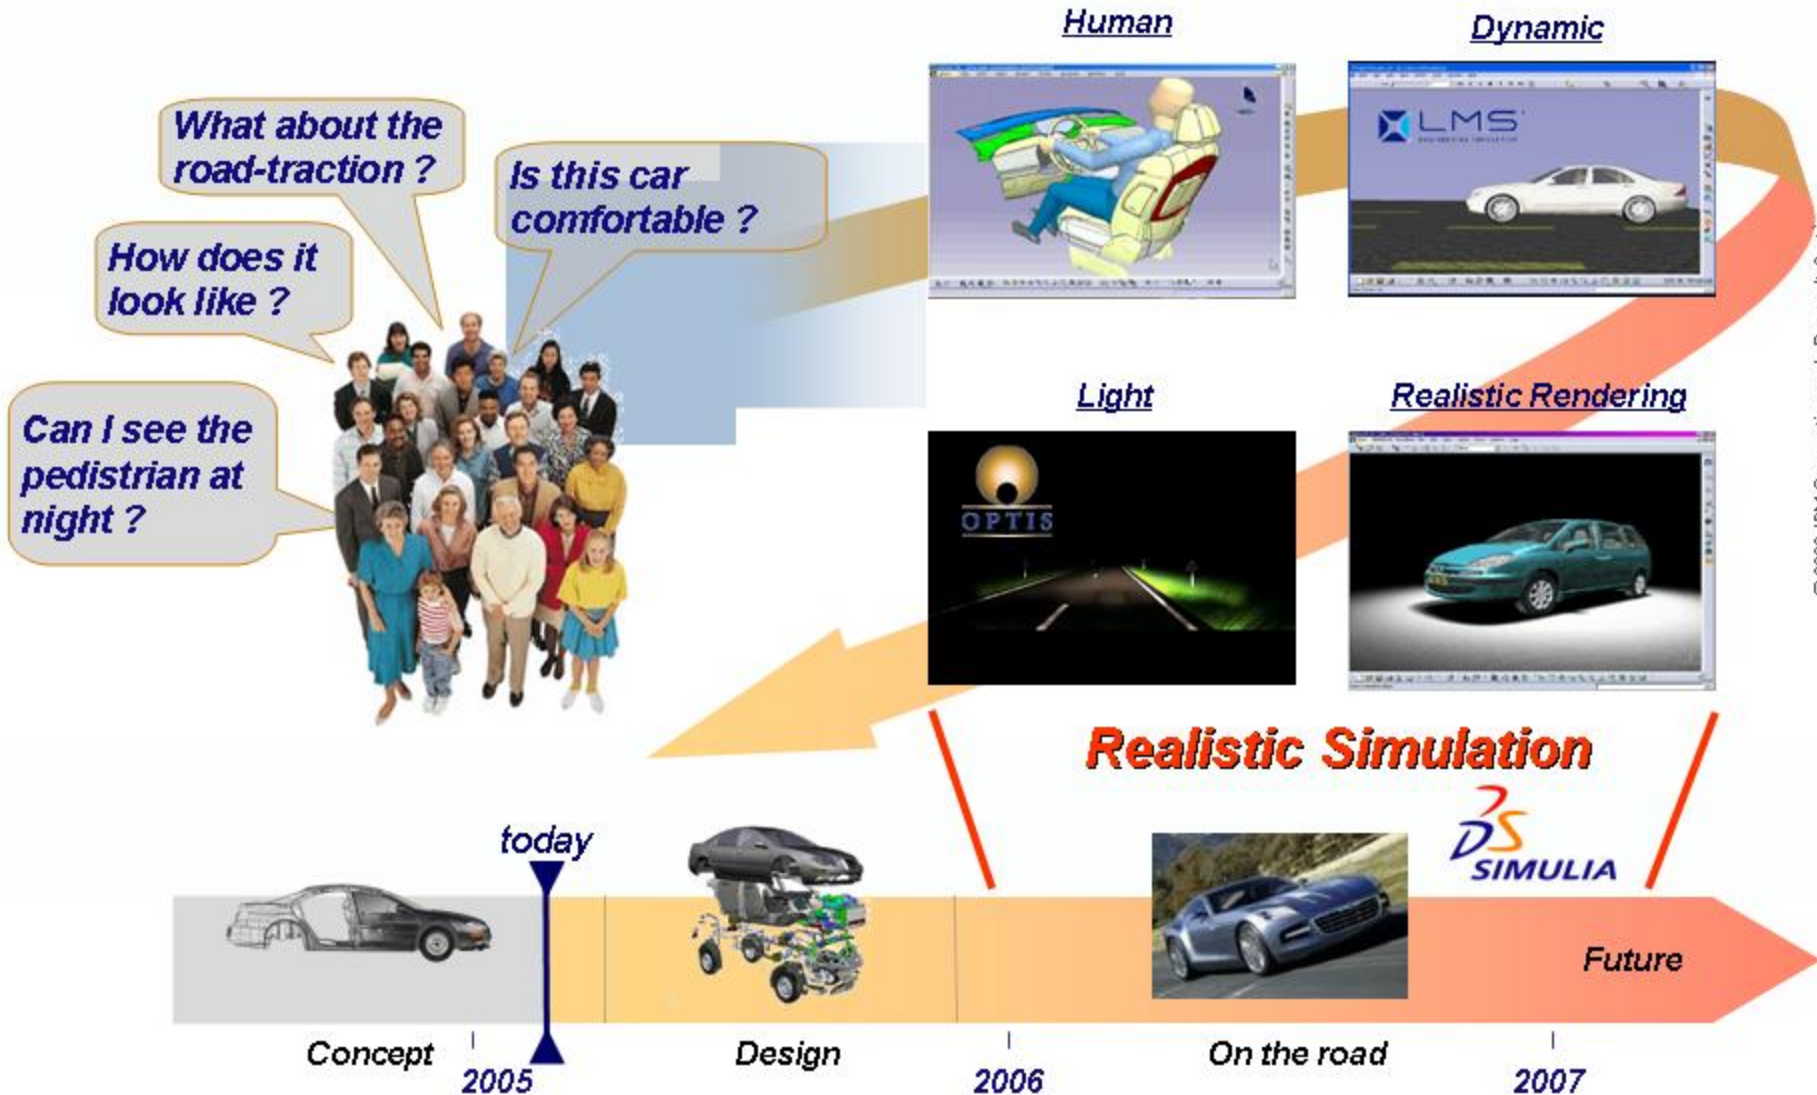 Human
Dynamic
What about the
road-traction ?
Is this car
comfortable ?
How does it
look like ?
Can I see the
pedistrian at
night ?
LMS
Light
Realistic Rendering
OPTIS
Realistic Simulation
SIMULIA
today
Future
Concept
Design
On the road
2005
2006
2007